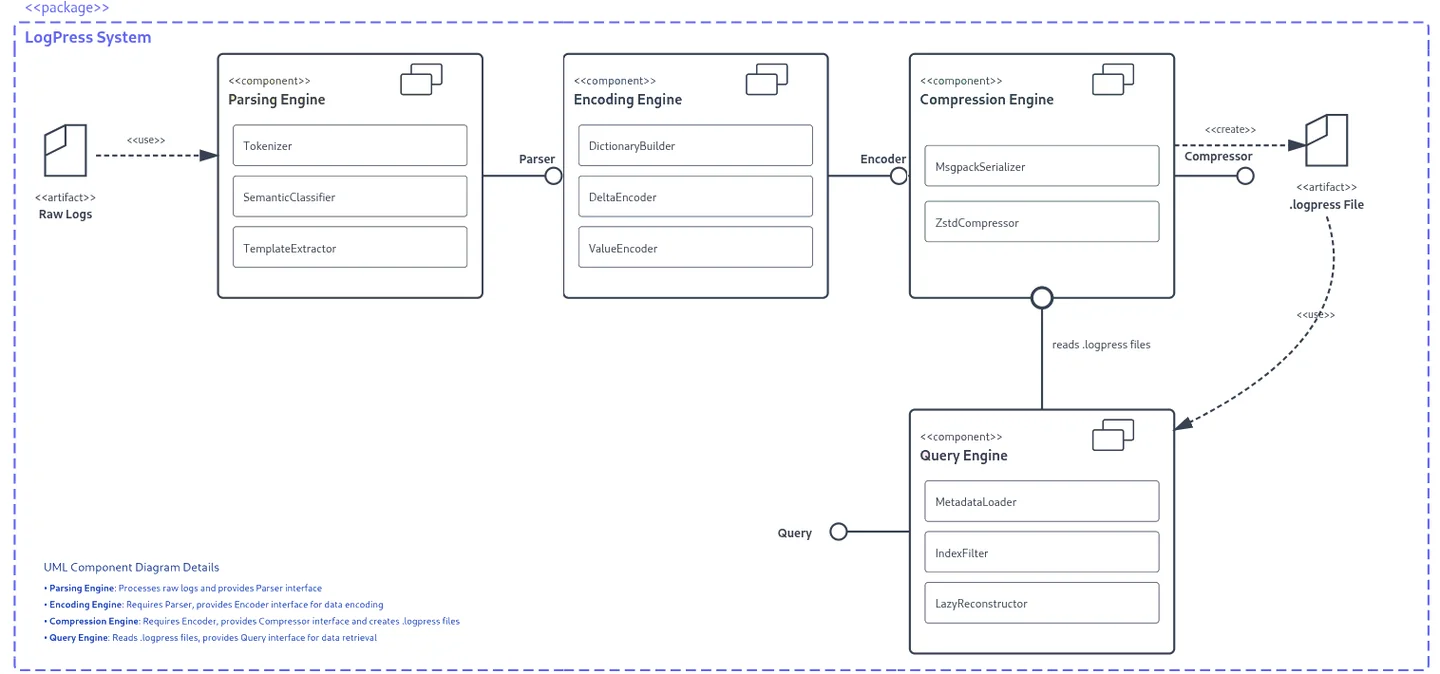 <<package>>
LogPress System
<<artifact>>
Raw Logs
<<use>>
<<component>>
Parsing Engine
Tokenizer
SemanticClassifier
TemplateExtractor
Parser
<<component>>
Encoding Engine
DictionaryBuilder
DeltaEncoder
ValueEncoder
Encoder
<<component>>
Compression Engine
MsgpackSerializer
ZstdCompressor
<<create>>
Compressor
<<artifact>>
.logpress File
<<use>>
reads .logpress files
<<component>>
Query Engine
MetadataLoader
IndexFilter
LazyReconstructor
Query
UML Component Diagram Details
• Parsing Engine: Processes raw logs and provides Parser interface
• Encoding Engine: Requires Parser, provides Encoder interface for data encoding
• Compression Engine: Requires Encoder, provides Compressor interface and creates .logpress files
• Query Engine: Reads .logpress files, provides Query interface for data retrieval